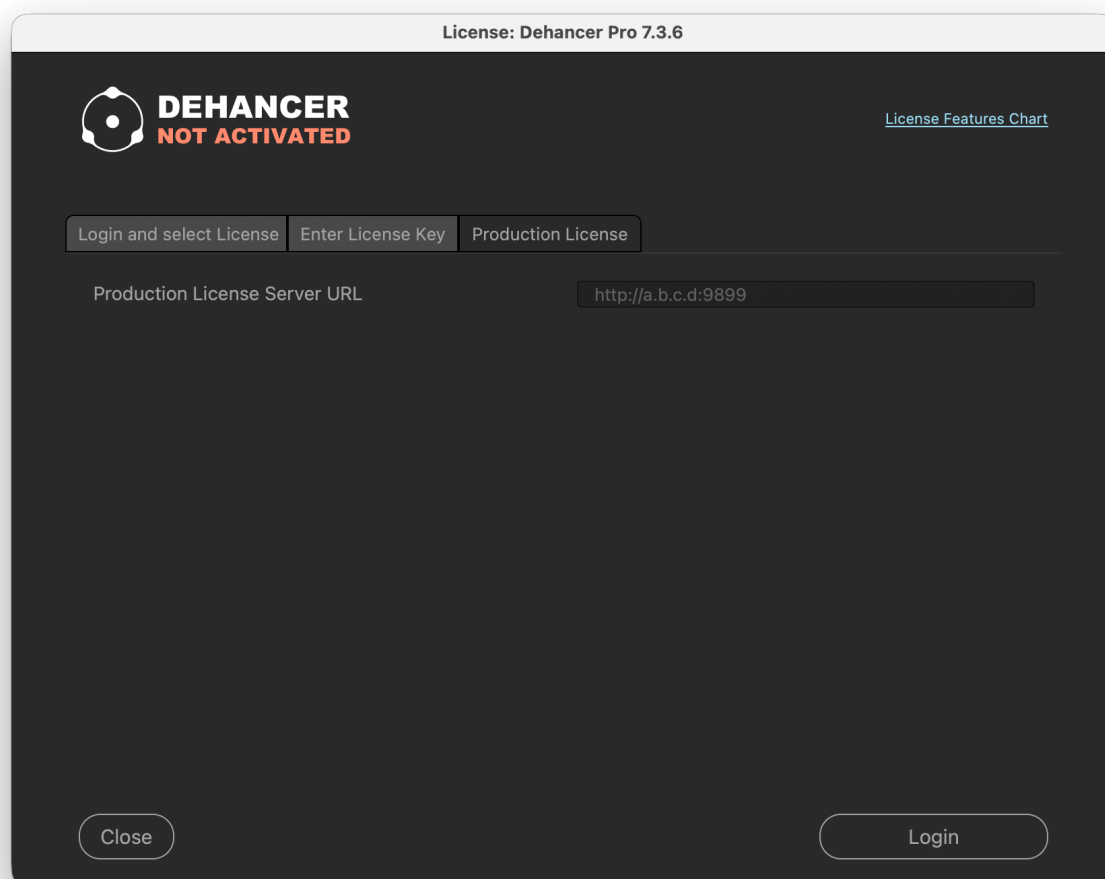 License: Dehancer Pro 7.3.6
DEHANCER
NOT ACTIVATED
License Features Chart
Login and select License
Enter License Key
Production License
Production License Server URL
http://a.b.c.d:9899
Close
Login